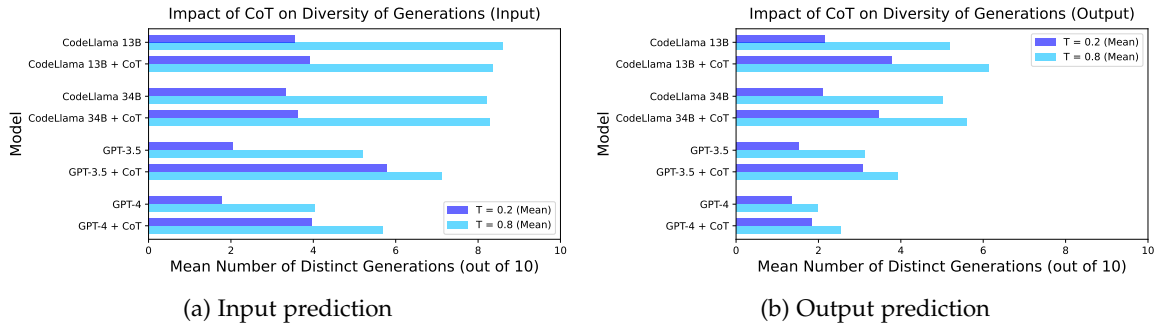 Impact of CoT on Diversity of Generations (Input)
Model
CodeLlama 13B
CodeLlama 13B + CoT
CodeLlama 34B
CodeLlama 34B + CoT
GPT-3.5
GPT-3.5 + CoT
GPT-4
GPT-4 + CoT
T = 0.2 (Mean)
T = 0.8 (Mean)
0 2 4 6 8 10
Mean Number of Distinct Generations (out of 10)
(a) Input prediction
Impact of CoT on Diversity of Generations (Output)
Model
CodeLlama 13B
CodeLlama 13B + CoT
CodeLlama 34B
CodeLlama 34B + CoT
GPT-3.5
GPT-3.5 + CoT
GPT-4
GPT-4 + CoT
T = 0.2 (Mean)
T = 0.8 (Mean)
0 2 4 6 8 10
Mean Number of Distinct Generations (out of 10)
(b) Output prediction